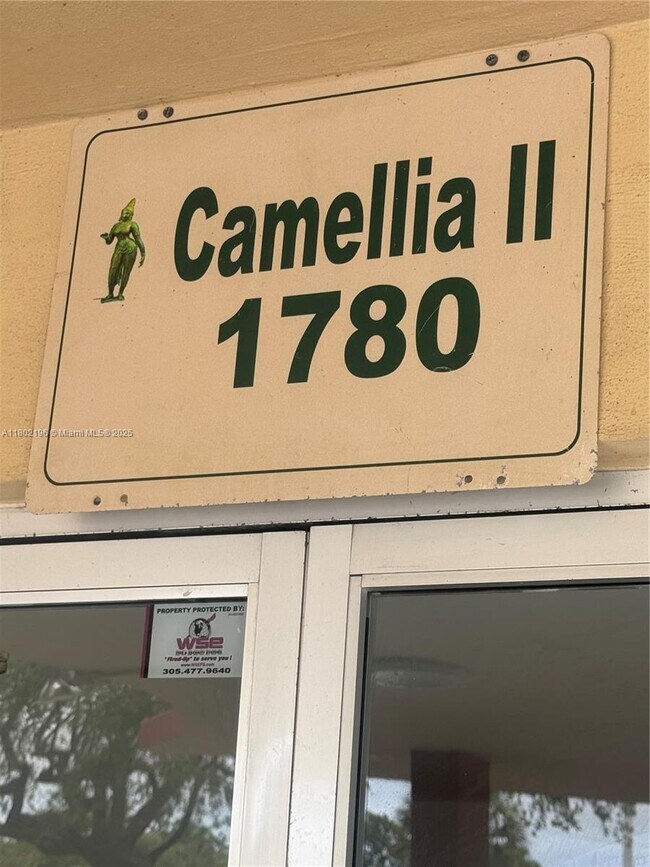 Camellia II
1780
A11802196 © Miami MLS® 2025
PROPERTY PROTECTED BY:
wse
"Fired-Up" to serve you!
305.477.9640